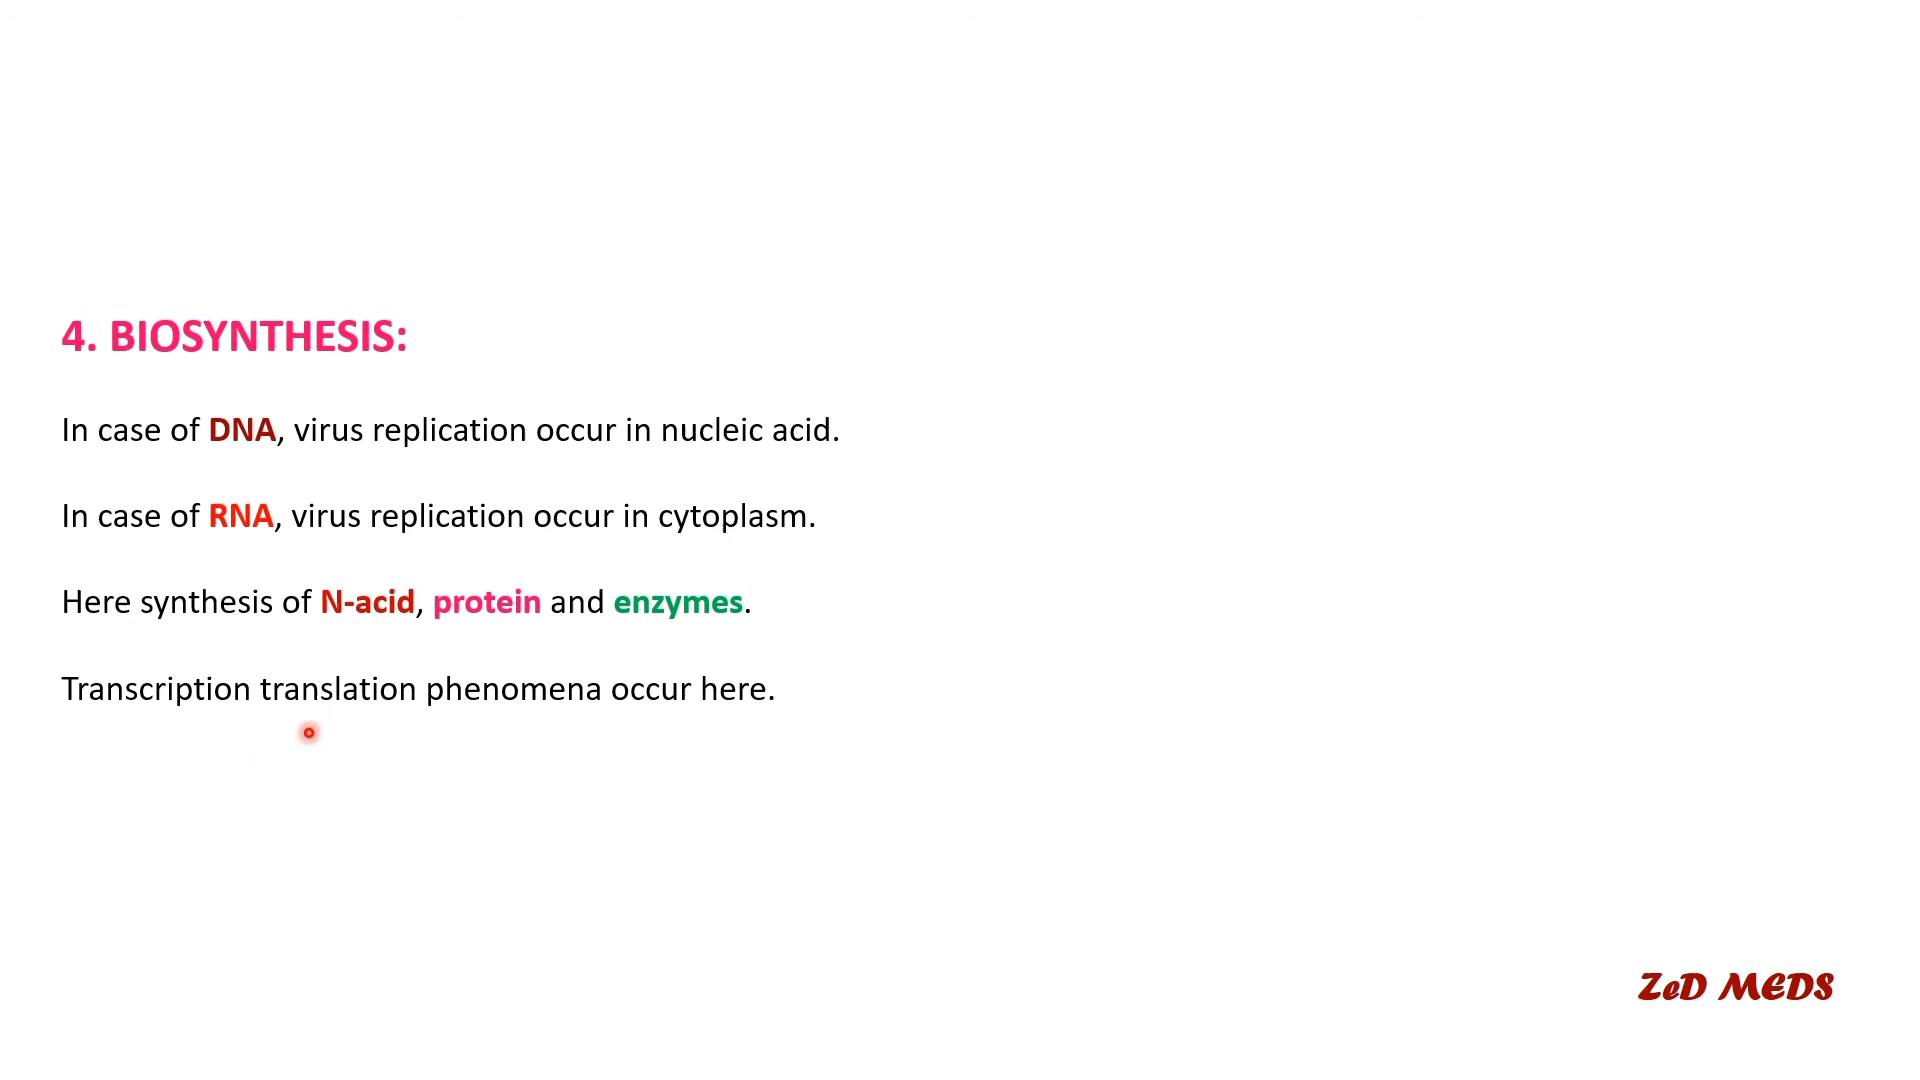 4. BIOSYNTHESIS:
In case of DNA, virus replication occur in nucleic acid.
In case of RNA, virus replication occur in cytoplasm.
Here synthesis of N-acid, protein and enzymes.
Transcription translation phenomena occur here.
ZeD MEDS